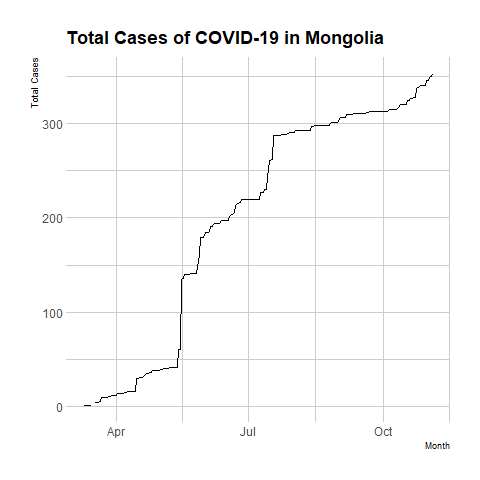 Total Cases of COVID-19 in Mongolia
Total Cases
300
200
100
0
Apr Jul Oct
Month